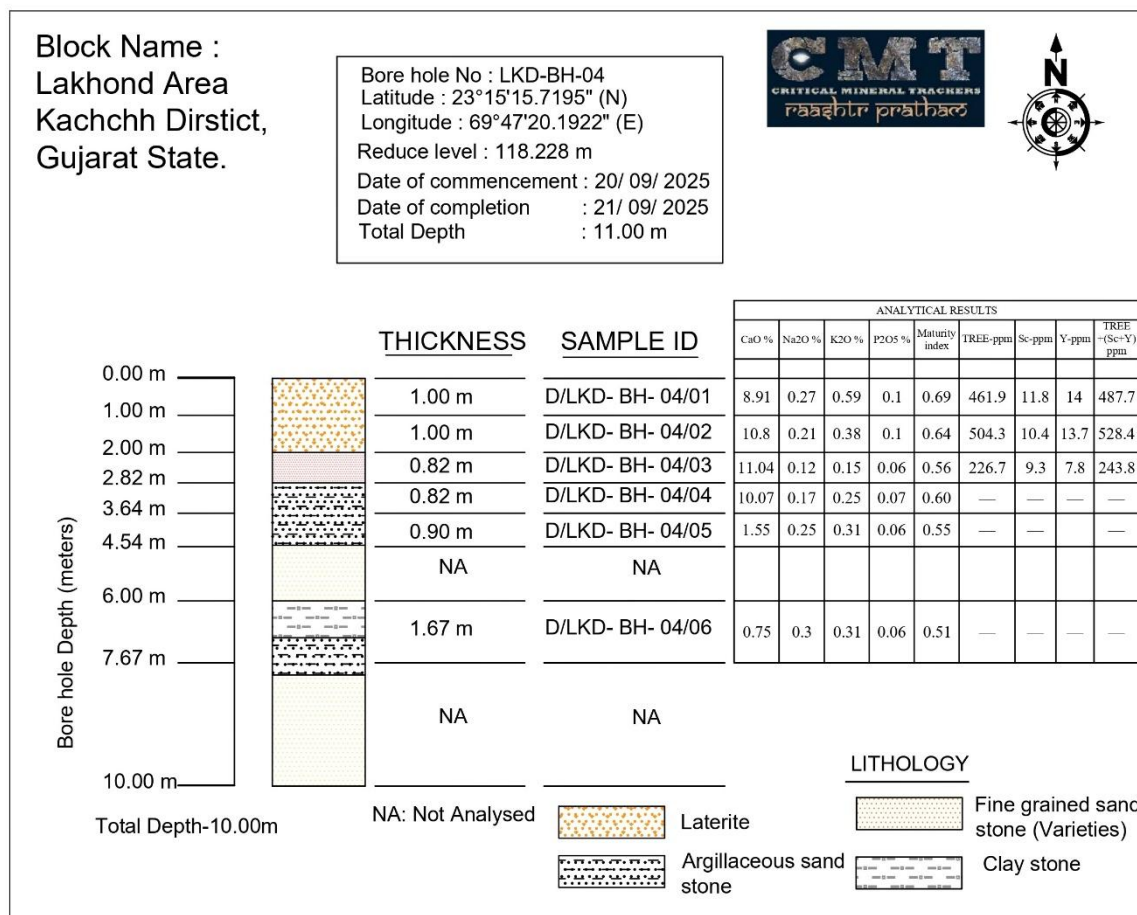 Block Name :
Lakhond Area
Kachchh Dirstict,
Gujarat State.
Bore hole No : LKD-BH-04
Latitude : 23°15'15.7195" (N)
Longitude : 69°47'20.1922" (E)
Reduce level : 118.228 m
Date of commencement : 20/ 09/ 2025
Date of completion : 21/ 09/ 2025
Total Depth : 11.00 m
CMT
CRITICAL MINERAL TRACKERS
raashtr pratham
N
THICKNESS SAMPLE ID
ANALYTICAL RESULTS
CaO % Na2O % K2O % P2O5 % Maturity index TREE-ppm Sc-ppm Y-ppm TREE +(Sc+Y) ppm
0.00 m
1.00 m D/LKD- BH- 04/01 8.91 0.27 0.59 0.1 0.69 461.9 11.8 14 487.7
1.00 m
1.00 m D/LKD- BH- 04/02 10.8 0.21 0.38 0.1 0.64 504.3 10.4 13.7 528.4
2.00 m
0.82 m D/LKD- BH- 04/03 11.04 0.12 0.15 0.06 0.56 226.7 9.3 7.8 243.8
2.82 m
0.82 m D/LKD- BH- 04/04 10.07 0.17 0.25 0.07 0.60 — — — —
3.64 m
0.90 m D/LKD- BH- 04/05 1.55 0.25 0.31 0.06 0.55 — — — —
4.54 m
NA NA
6.00 m
1.67 m D/LKD- BH- 04/06 0.75 0.3 0.31 0.06 0.51 — — — —
7.67 m
NA NA
10.00 m
Bore hole Depth (meters)
Total Depth-10.00m
NA: Not Analysed
LITHOLOGY
Laterite
Fine grained sand
stone (Varieties)
Argillaceous sand
stone
Clay stone